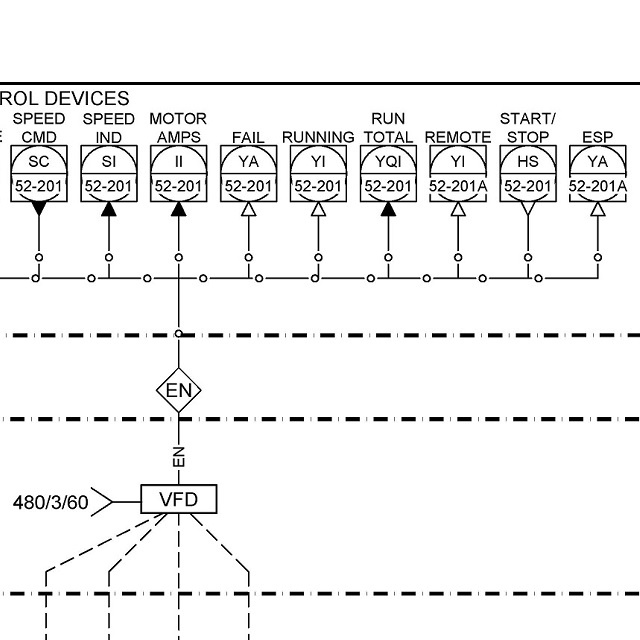 ROL DEVICES
SPEED CMD
SPEED IND
MOTOR AMPS
FAIL
RUNNING
RUN TOTAL
REMOTE
START/ STOP
ESP
E
SC
SI
II
YA
YI
YQI
YI
HS
YA
52-201
52-201
52-201
52-201
52-201
52-201
52-201A
52-201
52-201A
EN
EN
480/3/60
VFD